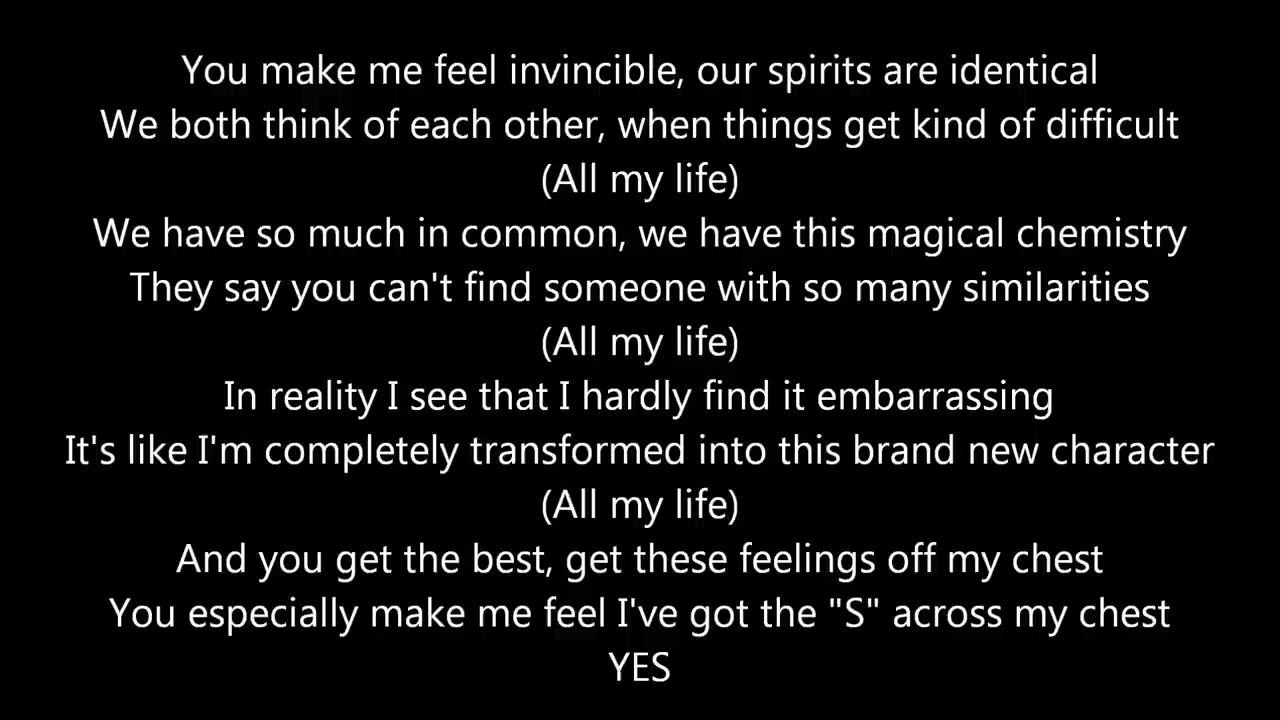 You make me feel invincible, our spirits are identical
We both think of each other, when things get kind of difficult
(All my life)
We have so much in common, we have this magical chemistry
They say you can't find someone with so many similarities
(All my life)
In reality I see that I hardly find it embarrassing
It's like I'm completely transformed into this brand new character
(All my life)
And you get the best, get these feelings off my chest
You especially make me feel I've got the "S" across my chest
YES